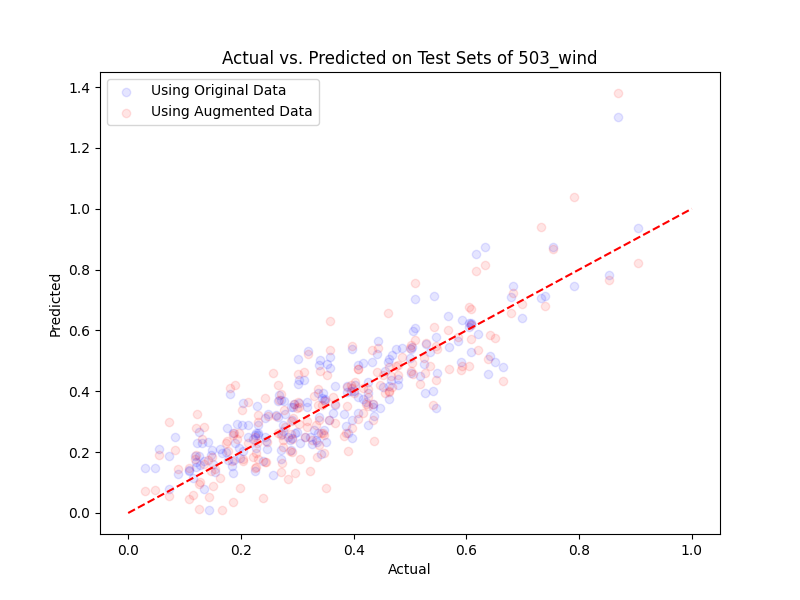 Actual vs. Predicted on Test Sets of 503_wind
Using Original Data
Using Augmented Data
1.4
1.2
1.0
0.8
0.6
0.4
0.2
0.0
Predicted
0.0 0.2 0.4 0.6 0.8 1.0
Actual